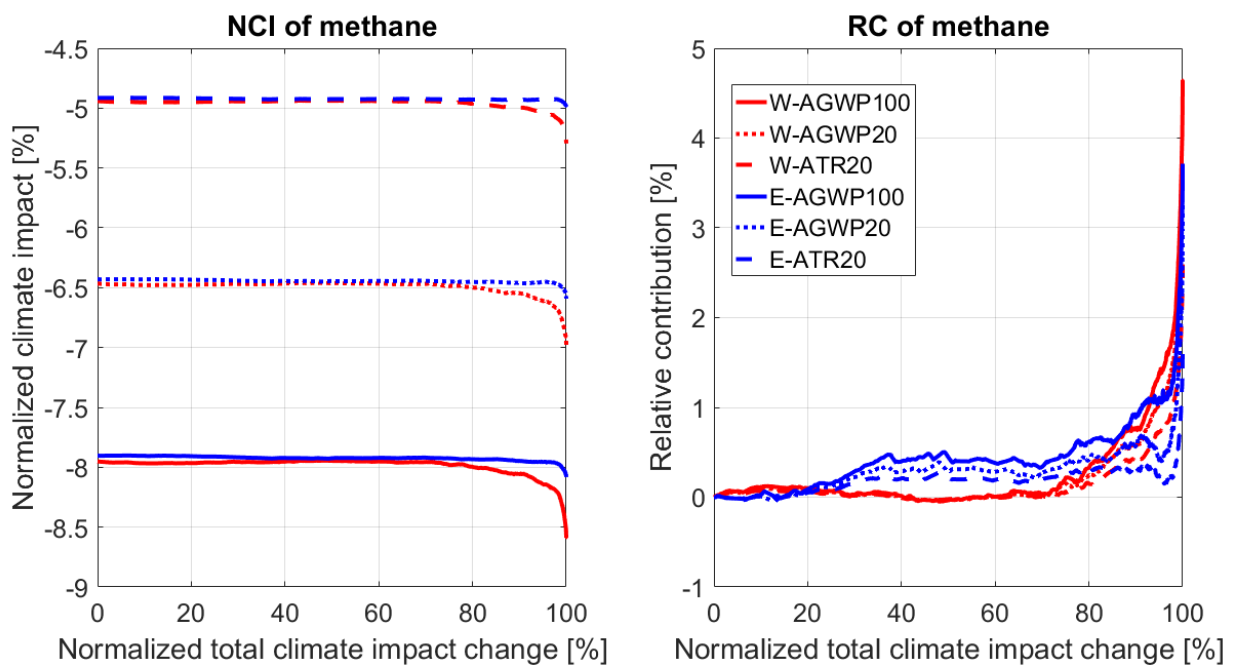 NCI of methane
Normalized climate impact [%]
-4.5
-5
-5.5
-6
-6.5
-7
-7.5
-8
-8.5
-9
0
20
40
60
80
100
Normalized total climate impact change [%]
RC of methane
Relative contribution [%]
5
4
3
2
1
0
-1
W-AGWP100
W-AGWP20
W-ATR20
E-AGWP100
E-AGWP20
E-ATR20
0
20
40
60
80
100
Normalized total climate impact change [%]